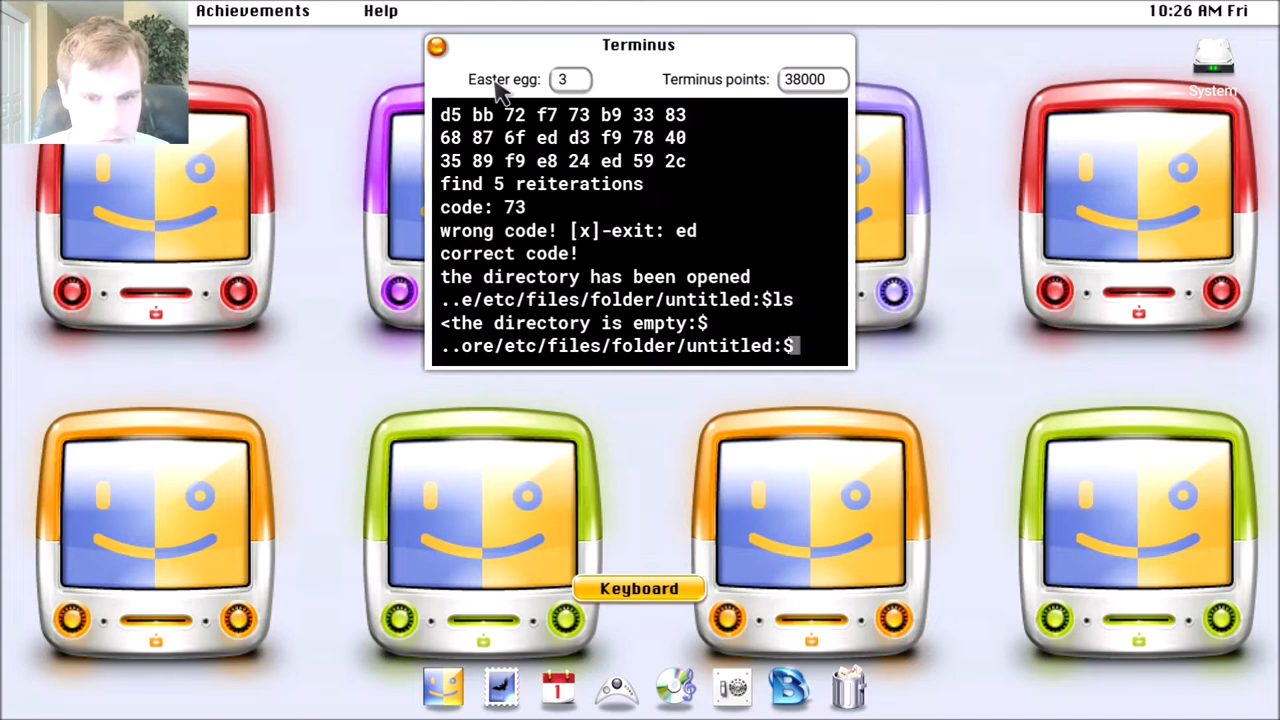 Achievements Help 10:26 AM Fri
Terminus
Easter egg: 3 Terminus points: 38000
System
d5 bb 72 f7 73 b9 33 83
68 87 6f ed d3 f9 78 40
35 89 f9 e8 24 ed 59 2c
find 5 reiterations
code: 73
wrong code! [x]-exit: ed
correct code!
the directory has been opened
..e/etc/files/folder/untitled:$ls
<the directory is empty:$
..ore/etc/files/folder/untitled:$
Keyboard
1
B